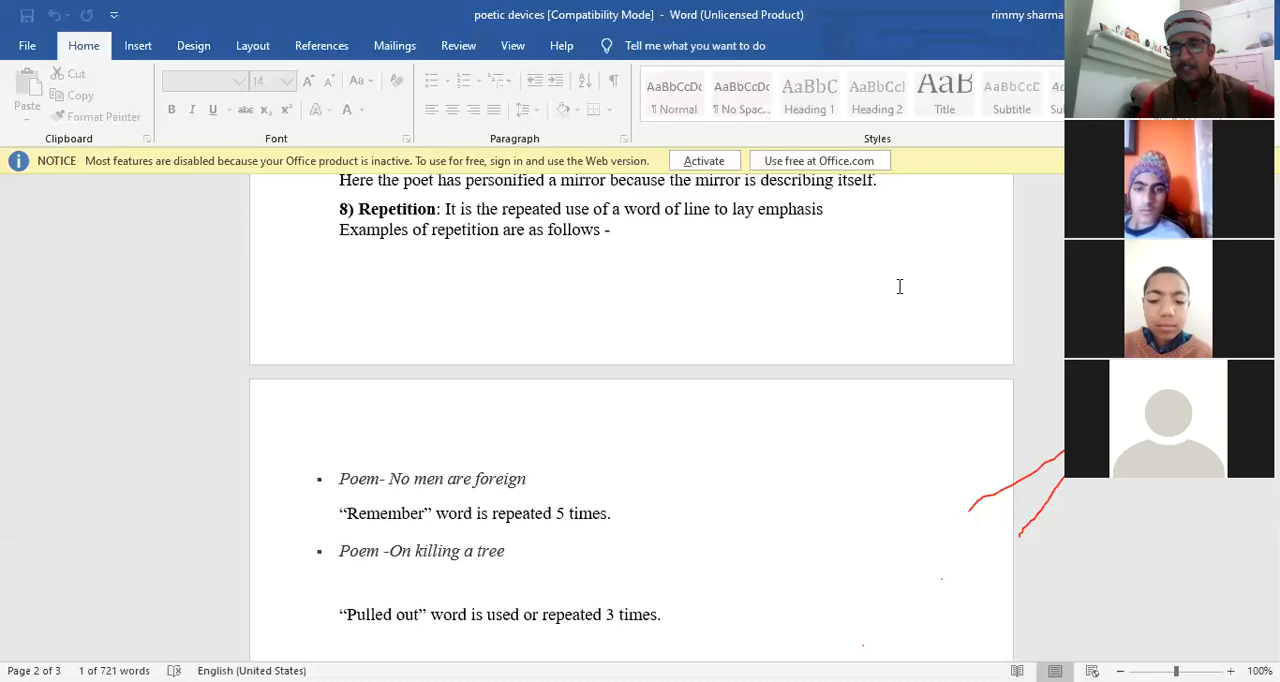 poetic devices [Compatibility Mode] - Word (Unlicensed Product)
rimmy sharma
File Home Insert Design Layout References Mailings Review View Help Tell me what you want to do
Cut
Copy
Format Painter
Paste
14
Aa
B I U abc x₂ x² A A
AaBbCcDc AaBbCcDc AaBbC AaBbCcI AaB AaBbCcC
¶ Normal ¶ No Spac... Heading 1 Heading 2 Title Subtitle
Clipboard Font Paragraph Styles
NOTICE Most features are disabled because your Office product is inactive. To use for free, sign in and use the Web version. Activate Use free at Office.com
Here the poet has personified a mirror because the mirror is describing itself.
8) Repetition: It is the repeated use of a word of line to lay emphasis
Examples of repetition are as follows -
▪ Poem- No men are foreign
“Remember” word is repeated 5 times.
▪ Poem -On killing a tree
“Pulled out” word is used or repeated 3 times.
Page 2 of 3 1 of 721 words English (United States) 100%